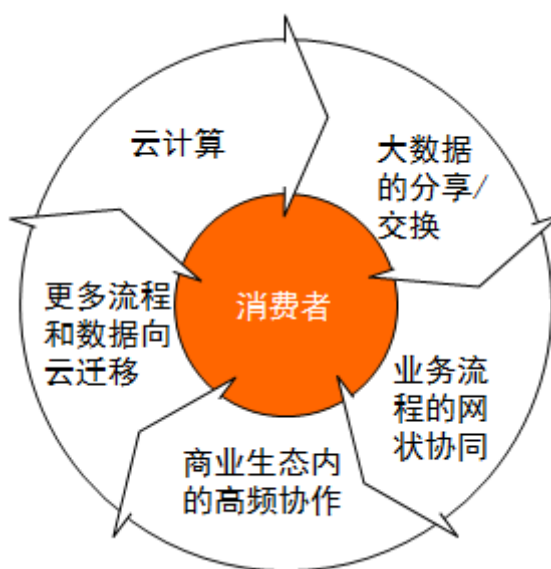 云计算
大数据
的分享/
交换
消费者
业务流
程的网
状协同
商业生态内
的高频协作
更多流程
和数据向
云迁移